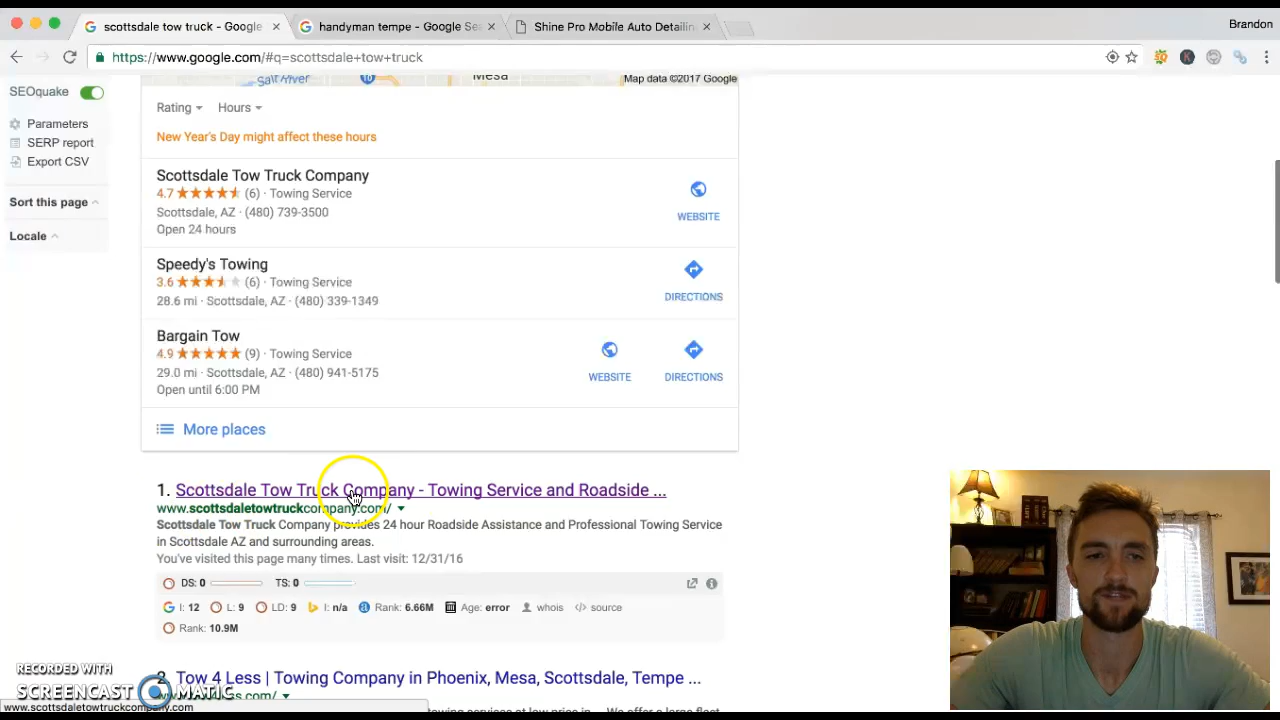 scottsdale tow truck - Google
handyman tempe - Google Se
Shine Pro Mobile Auto Detailin
Brandon
https://www.google.com/#q=scottsdale+tow+truck
Salt River
Mesa
Map data ©2017 Google
SEOquake
Parameters
SERP report
Export CSV
Sort this page
Locale
Rating
Hours
New Year's Day might affect these hours
Scottsdale Tow Truck Company
4.7 (6) · Towing Service
Scottsdale, AZ · (480) 739-3500
Open 24 hours
WEBSITE
Speedy's Towing
3.6 (6) · Towing Service
28.6 mi · Scottsdale, AZ · (480) 339-1349
DIRECTIONS
Bargain Tow
4.9 (9) · Towing Service
29.0 mi · Scottsdale, AZ · (480) 941-5175
Open until 6:00 PM
WEBSITE
DIRECTIONS
More places
1. Scottsdale Tow Truck Company - Towing Service and Roadside ...
www.scottsdaletowtruckcompany.com/
Scottsdale Tow Truck Company provides 24 hour Roadside Assistance and Professional Towing Service
in Scottsdale AZ and surrounding areas.
You've visited this page many times. Last visit: 12/31/16
DS: 0 TS: 0
I: 12 L: 9 LD: 9 I: n/a Rank: 6.66M Age: error whois source
Rank: 10.9M
2. Tow 4 Less | Towing Company in Phoenix, Mesa, Scottsdale, Tempe ...
RECORDED WITH
SCREENCAST MATIC
www.scottsdaletowtruckcompany.com